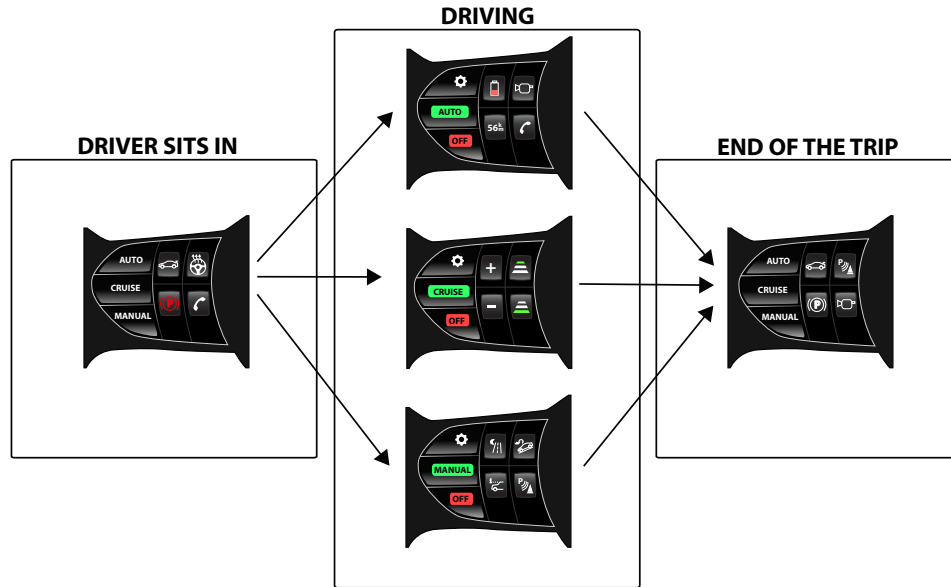 DRIVING
DRIVER SITS IN
END OF THE TRIP
AUTO
CRUISE
MANUAL
P
AUTO
OFF
56
CRUISE
OFF
+
-
MANUAL
OFF
P
AUTO
CRUISE
MANUAL
P
P